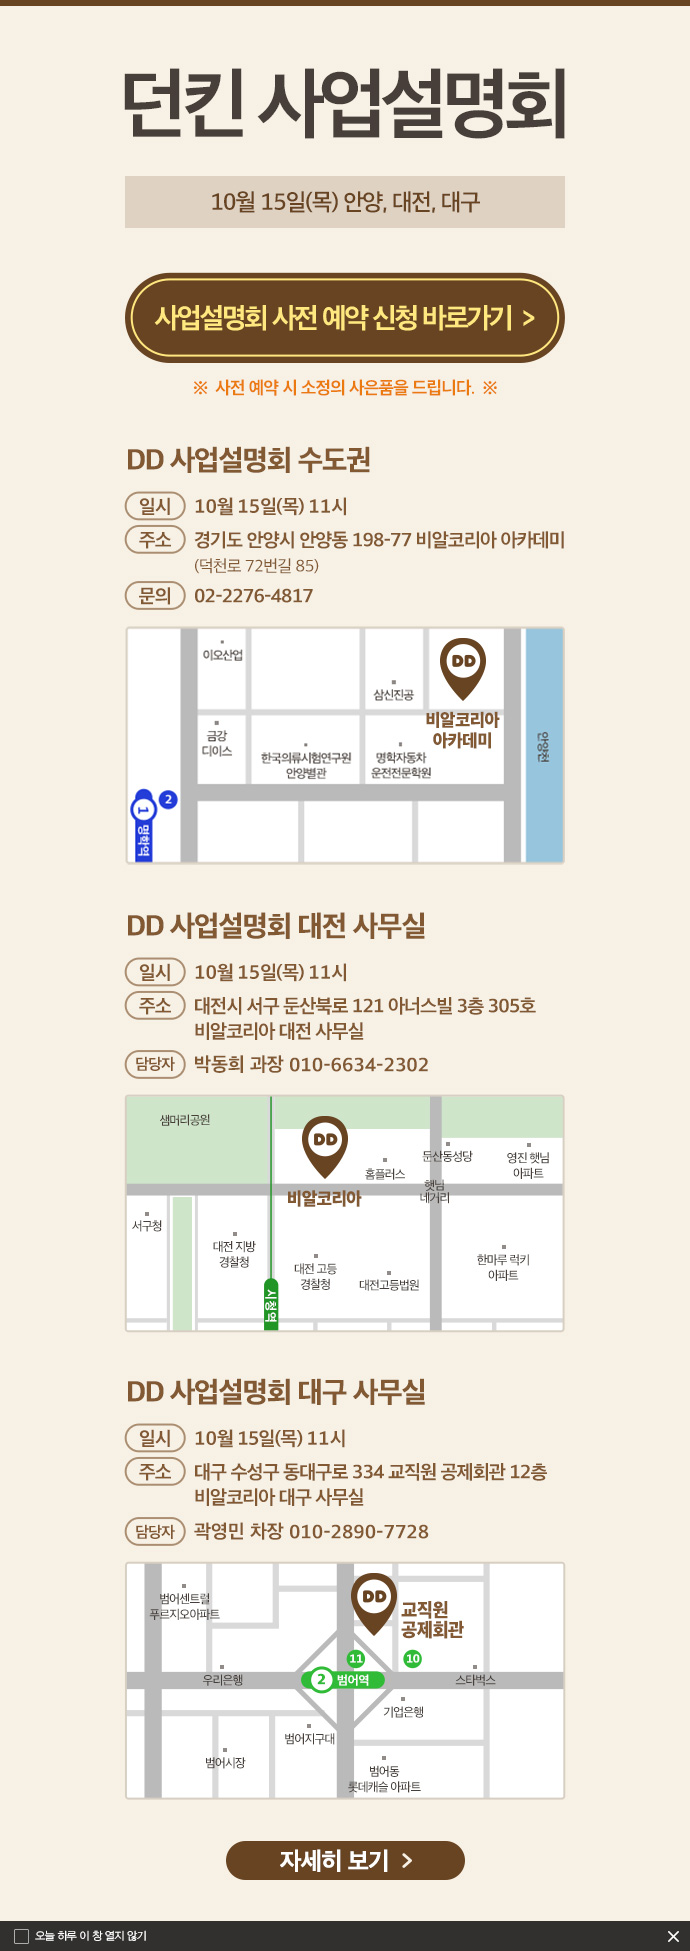 던킨 사업설명회
10월 15일(목) 안양, 대전, 대구
사업설명회 사전 예약 신청 바로가기 >
※ 사전 예약 시 소정의 사은품을 드립니다. ※
DD 사업설명회 수도권
일시 10월 15일(목) 11시
주소 경기도 안양시 안양동 198-77 비알코리아 아카데미
(덕천로 72번길 85)
문의 02-2276-4817
이오산업
DD
삼신진공
비알코리아
아카데미
금강
디이스
한국의류시험연구원
안양별관
명학자동차
운전전문학원
안양천
2
1
명학역
DD 사업설명회 대전 사무실
일시 10월 15일(목) 11시
주소 대전시 서구 둔산북로 121 아너스빌 3층 305호
비알코리아 대전 사무실
담당자 박동희 과장 010-6634-2302
샘머리공원
DD
비알코리아
홈플러스
둔산동성당
영진 햇님
아파트
햇님
네거리
서구청
대전 지방
경찰청
대전 고등
경찰청
대전고등법원
한마루 럭키
아파트
시청역
DD 사업설명회 대구 사무실
일시 10월 15일(목) 11시
주소 대구 수성구 동대구로 334 교직원 공제회관 12층
비알코리아 대구 사무실
담당자 곽영민 차장 010-2890-7728
범어센트럴
푸르지오아파트
DD
교직원
공제회관
11
10
우리은행
2 범어역
스타벅스
기업은행
범어지구대
범어시장
범어동
롯데캐슬 아파트
자세히 보기 >
오늘 하루 이 창 열지 않기